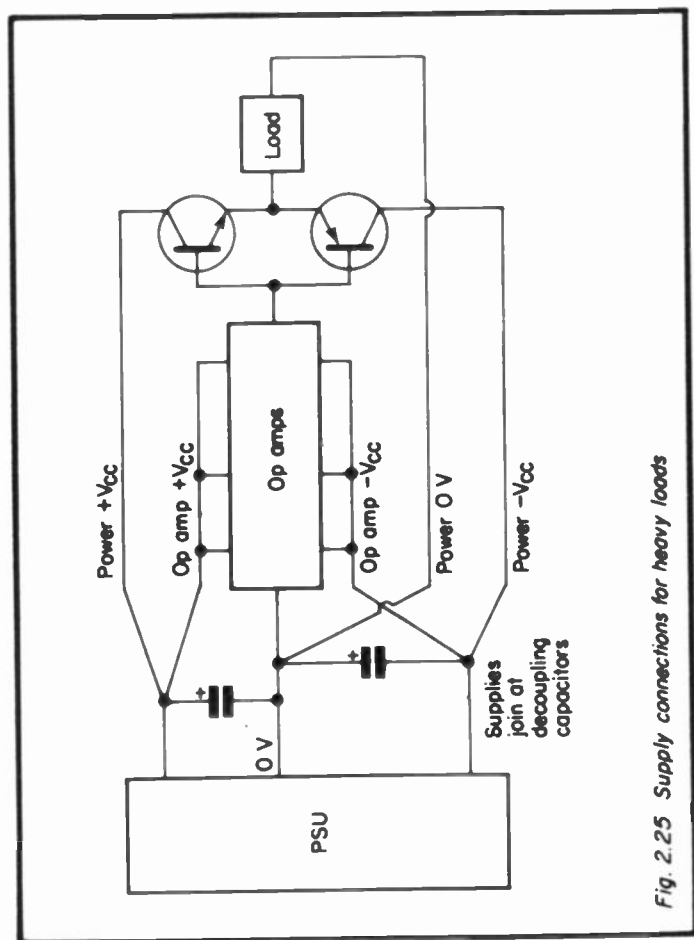 Power +VCC
Op amp +VCC
Load
Op amps
PSU
0 V
+
+
Op amp -VCC
Power 0 V
Power -VCC
Supplies
join at
decoupling
capacitors
Fig. 2.25 Supply connections for heavy loads